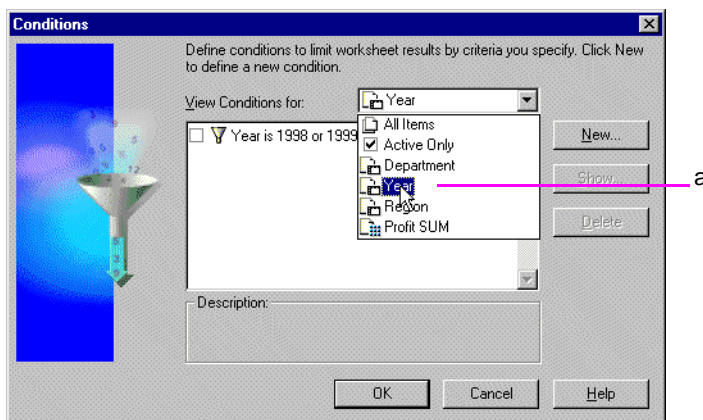 Conditions
Define conditions to limit worksheet results by criteria you specify. Click New
to define a new condition.
View Conditions for:
Year
Year is 1998 or 1999
All Items
Active Only
Department
Year
Region
Profit SUM
New...
Show...
Delete
a
Description:
OK
Cancel
Help